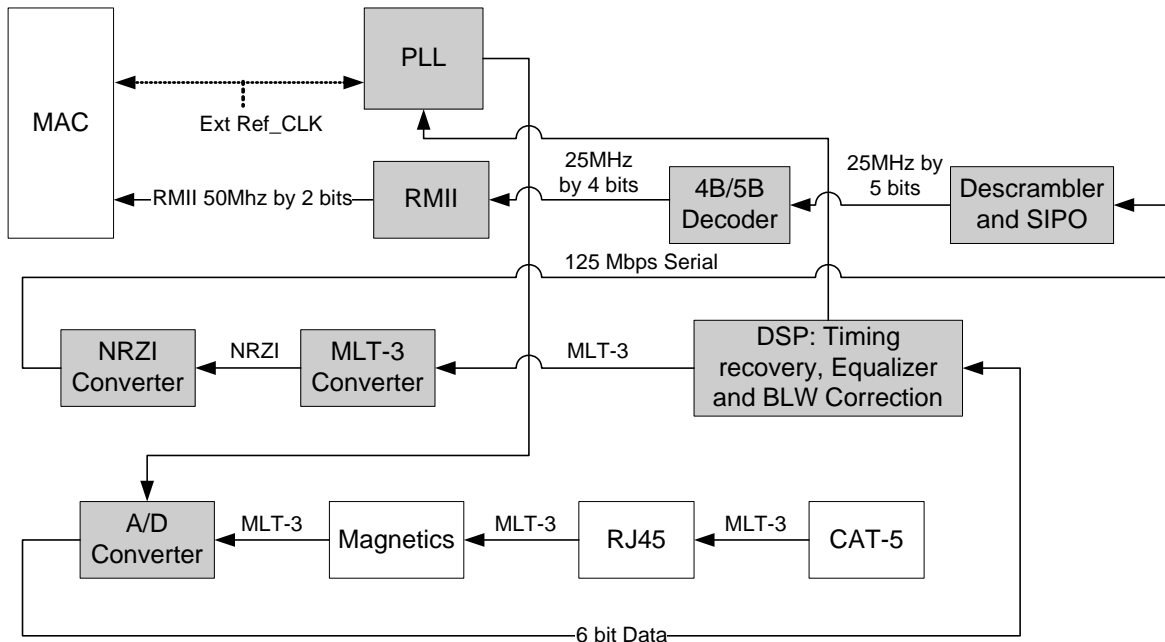 MAC
Ext Ref_CLK
PLL
RMII 50Mhz by 2 bits
RMII
25MHz
by 4 bits
4B/5B
Decoder
25MHz by
5 bits
Descrambler
and SIPO
125 Mbps Serial
NRZI
Converter
NRZI
MLT-3
Converter
MLT-3
DSP: Timing
recovery, Equalizer
and BLW Correction
A/D
Converter
MLT-3
Magnetics
MLT-3
RJ45
MLT-3
CAT-5
6 bit Data